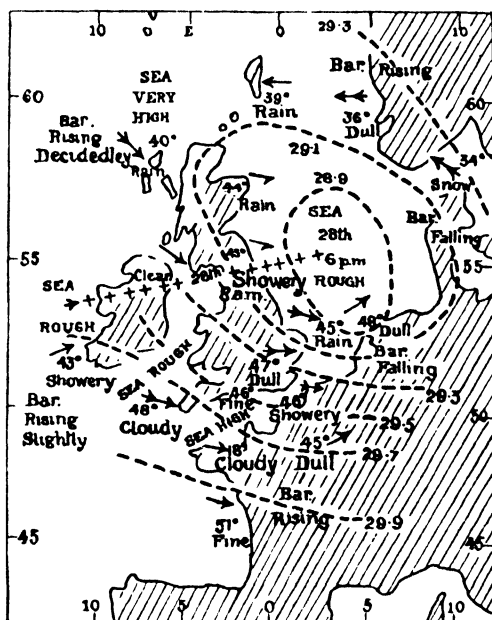 10 5 0 10
O E
29.3
SEA
VERY
HIGH
Bar.
Rising
60
60
39°
Rain
36°
Dull
Bar.
Rising
Decidedley
40°
Rain
29.1
34°
Snow
28.9
44°
Rain
SEA
28th
6 p.m
ROUGH
Bar.
Falling
55
55
43°
Clear
28th
Showery
8 a.m
SEA
ROUGH
45°
Rain
49°
Dull
Bar.
Falling
43°
Showery
SEA ROUGH
47°
Dull
29.3
Bar.
Rising
Slightly
46°
Fine
46°
Showery
48°
Cloudy
SEA HIGH
29.5
50
45°
Cloudy
Dull
29.7
Bar.
Rising
29.9
45
45
51°
Fine
10 5 0 5 10